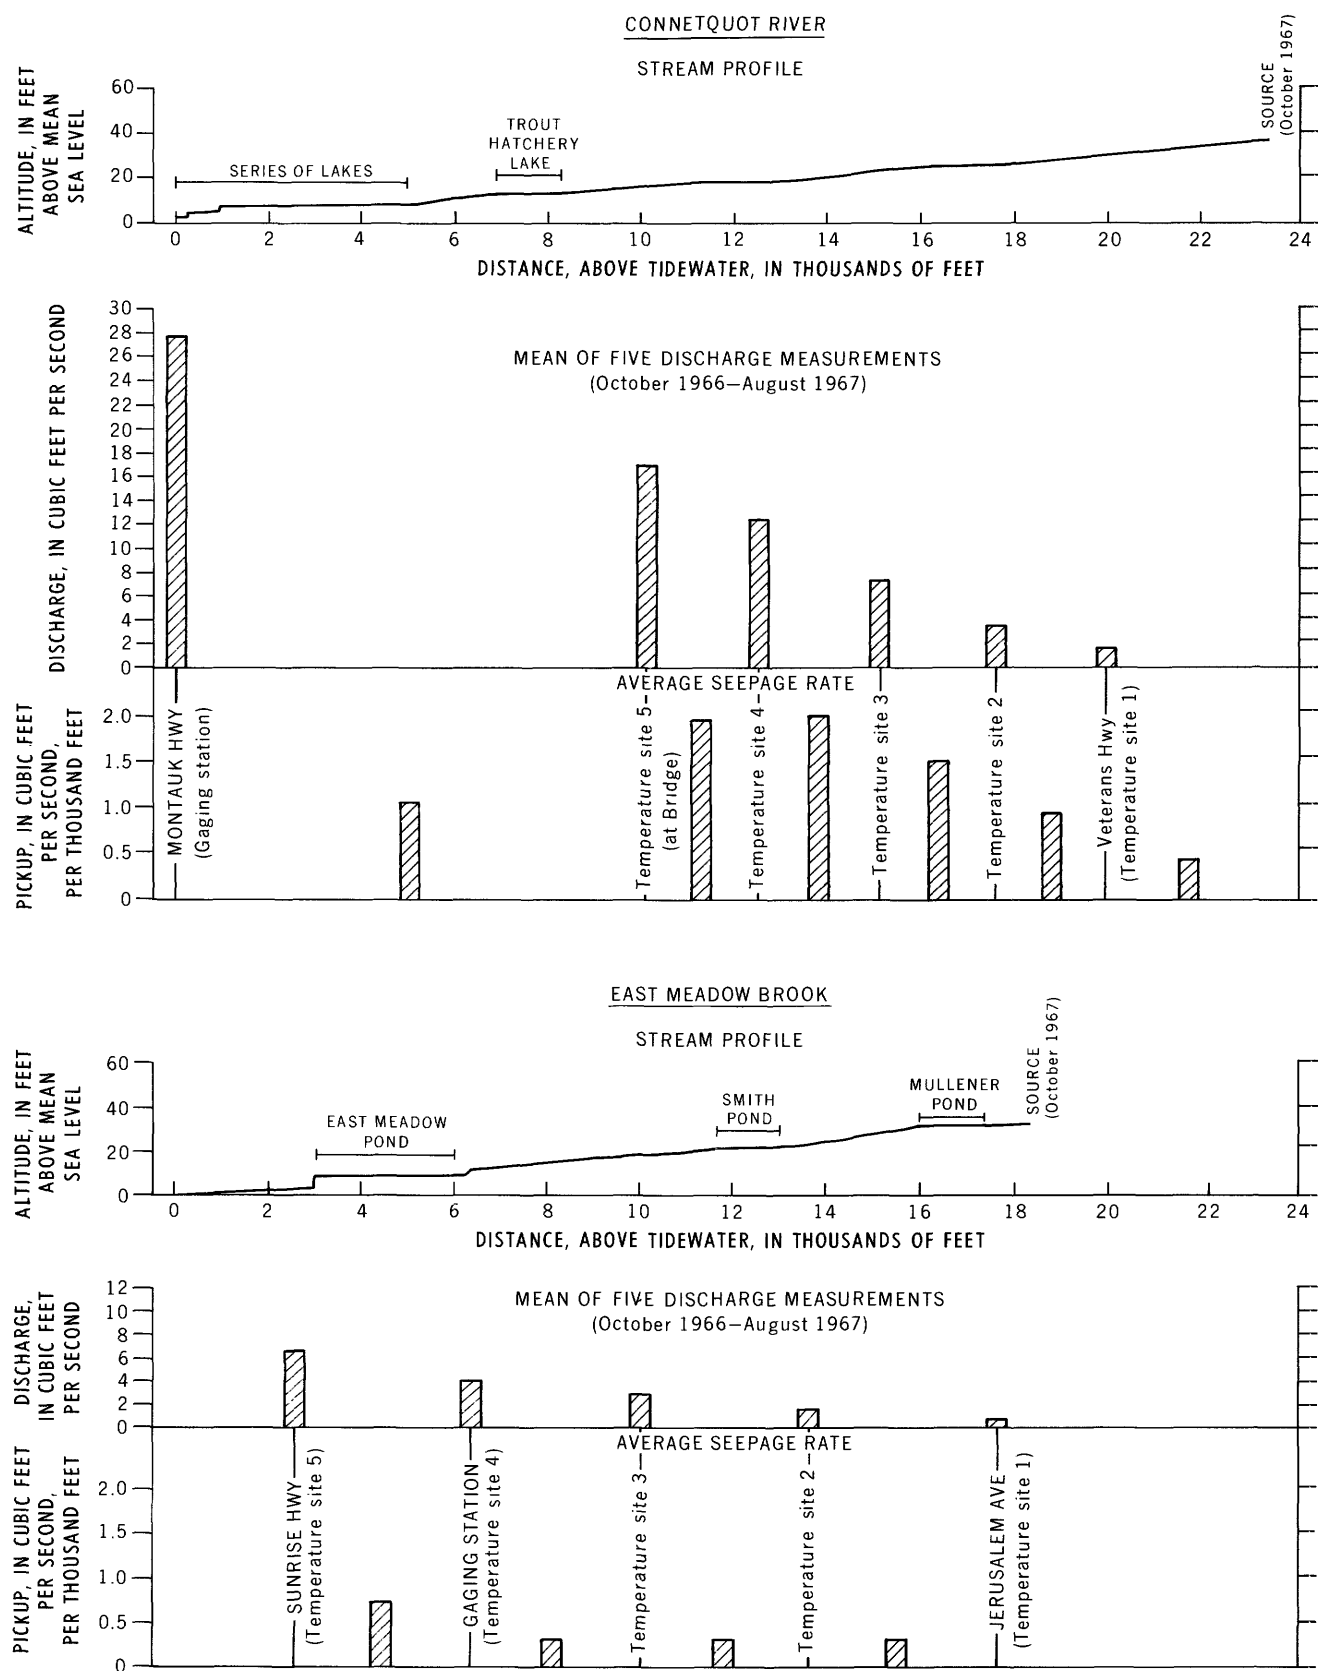 CONNETQUOT RIVER
STREAM PROFILE
ALTITUDE, IN FEET
ABOVE MEAN
SEA LEVEL
60
40
20
0
SERIES OF LAKES
TROUT
HATCHERY
LAKE
SOURCE
(October 1967)
0 2 4 6 8 10 12 14 16 18 20 22 24
DISTANCE, ABOVE TIDEWATER, IN THOUSANDS OF FEET
DISCHARGE, IN CUBIC FEET PER SECOND
30
28
26
24
22
20
18
16
14
12
10
8
6
4
2
0
MEAN OF FIVE DISCHARGE MEASUREMENTS
(October 1966–August 1967)
AVERAGE SEEPAGE RATE
PICKUP, IN CUBIC FEET
PER SECOND,
PER THOUSAND FEET
2.0
1.5
1.0
0.5
0
MONTAUK HWY
(Gaging station)
Temperature site 5
(at Bridge)
Temperature site 4
Temperature site 3
Temperature site 2
Veterans Hwy
(Temperature site 1)
EAST MEADOW BROOK
STREAM PROFILE
ALTITUDE, IN FEET
ABOVE MEAN
SEA LEVEL
60
40
20
0
EAST MEADOW
POND
SMITH
POND
MULLENER
POND
SOURCE
(October 1967)
0 2 4 6 8 10 12 14 16 18 20 22 24
DISTANCE, ABOVE TIDEWATER, IN THOUSANDS OF FEET
DISCHARGE,
IN CUBIC FEET
PER SECOND
12
10
8
6
4
2
0
MEAN OF FIVE DISCHARGE MEASUREMENTS
(October 1966–August 1967)
AVERAGE SEEPAGE RATE
PICKUP, IN CUBIC FEET
PER SECOND,
PER THOUSAND FEET
2.0
1.5
1.0
0.5
0
SUNRISE HWY
(Temperature site 5)
GAGING STATION
(Temperature site 4)
Temperature site 3
Temperature site 2
JERUSALEM AVE
(Temperature site 1)